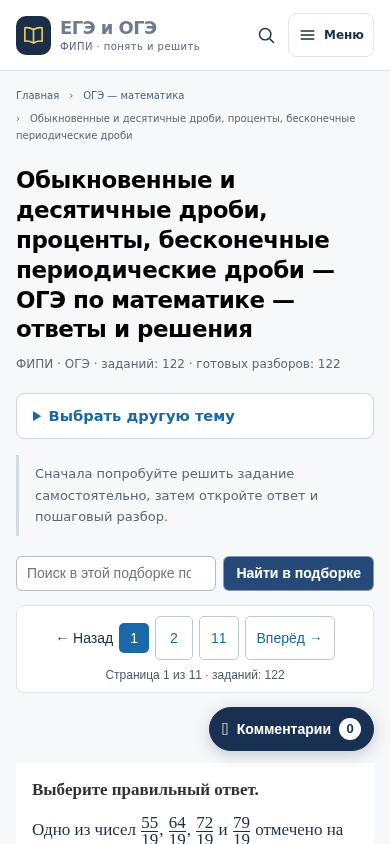 ЕГЭ и ОГЭ
ФИПИ · понять и решить
Меню
Главная › ОГЭ — математика
› Обыкновенные и десятичные дроби, проценты, бесконечные
периодические дроби
Обыкновенные и
десятичные дроби,
проценты, бесконечные
периодические дроби —
ОГЭ по математике —
ответы и решения
ФИПИ · ОГЭ · заданий: 122 · готовых разборов: 122
▶ Выбрать другую тему
Сначала попробуйте решить задание
самостоятельно, затем откройте ответ и
пошаговый разбор.
Поиск в этой подборке по
Найти в подборке
← Назад 1 2 11 Вперёд →
Страница 1 из 11 · заданий: 122
Комментарии 0
Выберите правильный ответ.
Одно из чисел 55/19, 64/19, 72/19 и 79/19 отмечено на